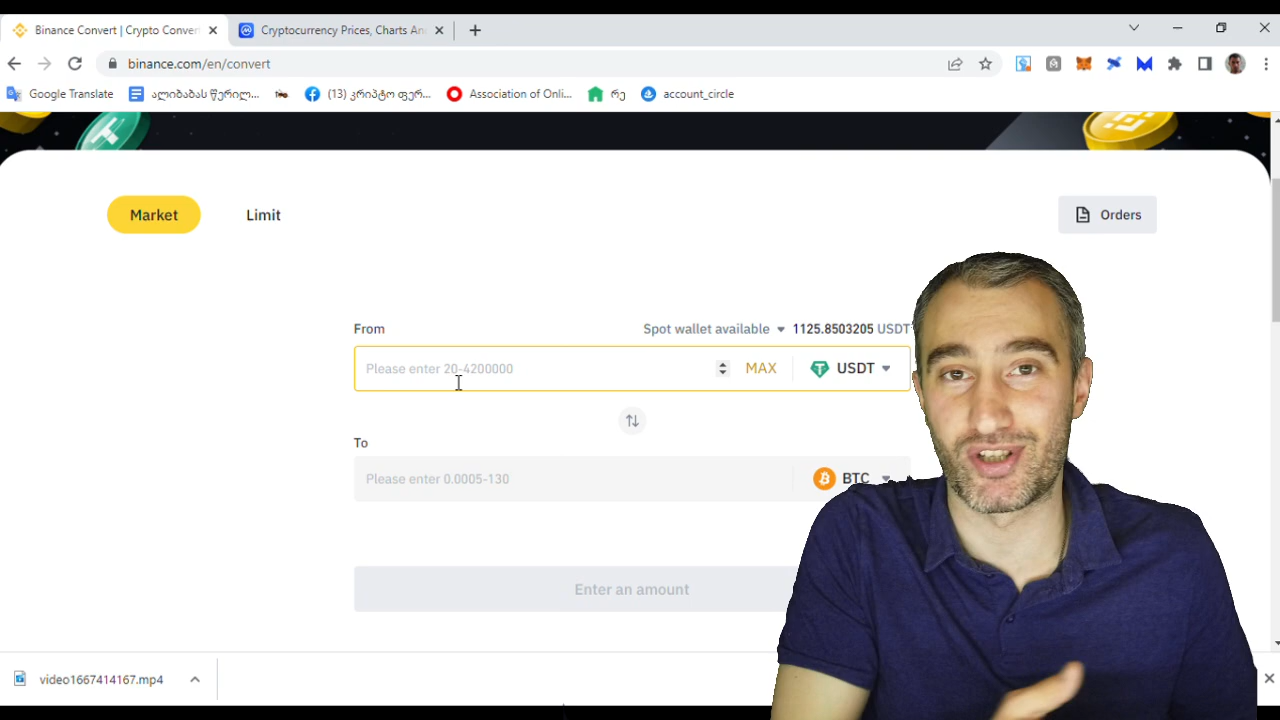 Binance Convert | Crypto Conver
Cryptocurrency Prices, Charts An
binance.com/en/convert
Google Translate
ალიბაბას წერილ...
(13) კრიპტო ფერ...
Association of Onli...
რე
account_circle
Market
Limit
Orders
From
Spot wallet available
1125.8503205 USDT
Please enter 20-4200000
MAX
USDT
To
Please enter 0.0005-130
BTC
Enter an amount
video1667414167.mp4